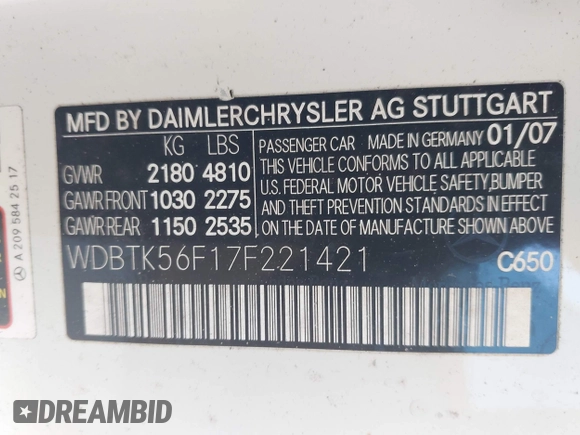 MFD BY DAIMLERCHRYSLER AG STUTTGART
KG LBS
GVWR 2180 4810
GAWR FRONT 1030 2275
GAWR REAR 1150 2535
PASSENGER CAR MADE IN GERMANY 01/07
THIS VEHICLE CONFORMS TO ALL APPLICABLE
U.S. FEDERAL MOTOR VEHICLE SAFETY, BUMPER
AND THEFT PREVENTION STANDARDS IN EFFECT
ON THE DATE OF MANUFACTURE SHOWN ABOVE.
WDBTK56F17F221421
C650
A 209 584 25 17
DREAMBID